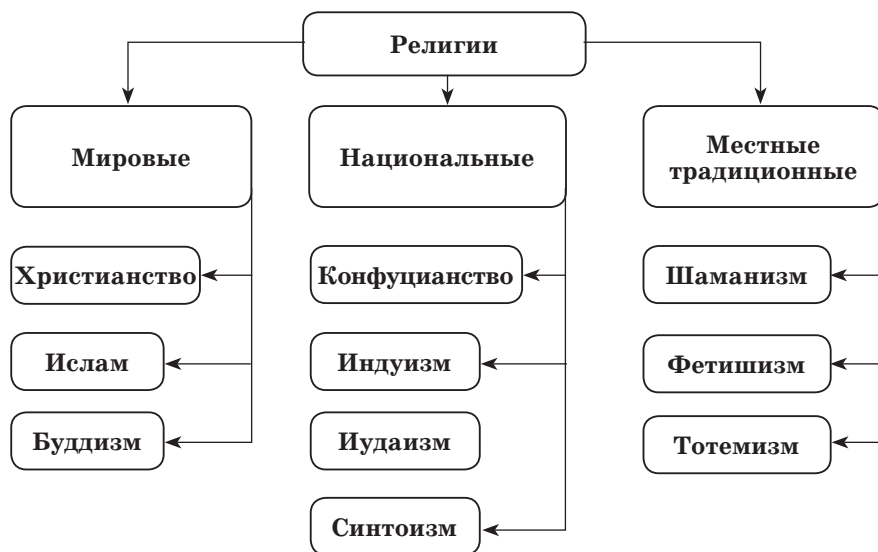 Религии
Мировые
Национальные
Местные
традиционные
Христианство
Ислам
Буддизм
Конфуцианство
Индуизм
Иудаизм
Синтоизм
Шаманизм
Фетишизм
Тотемизм